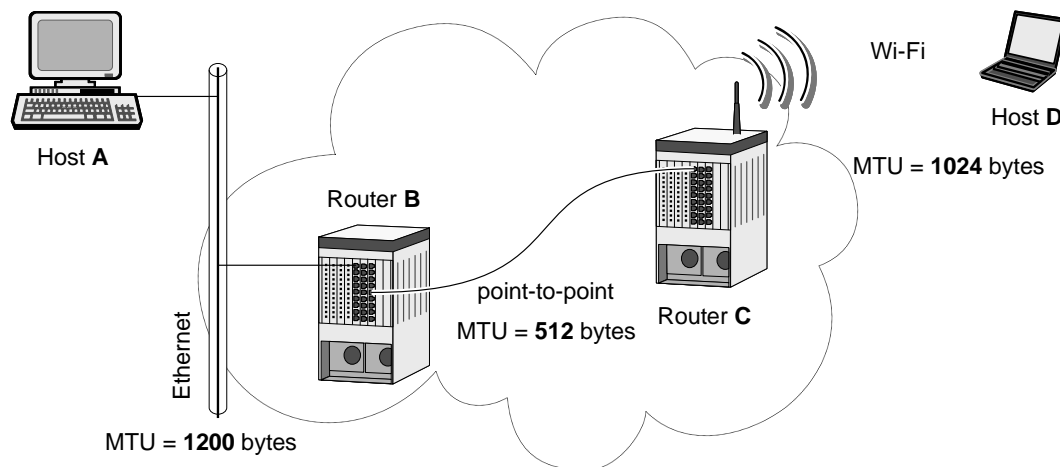 Wi-Fi
Host A
Host D
MTU = 1024 bytes
Router B
point-to-point
Router C
MTU = 512 bytes
Ethernet
MTU = 1200 bytes